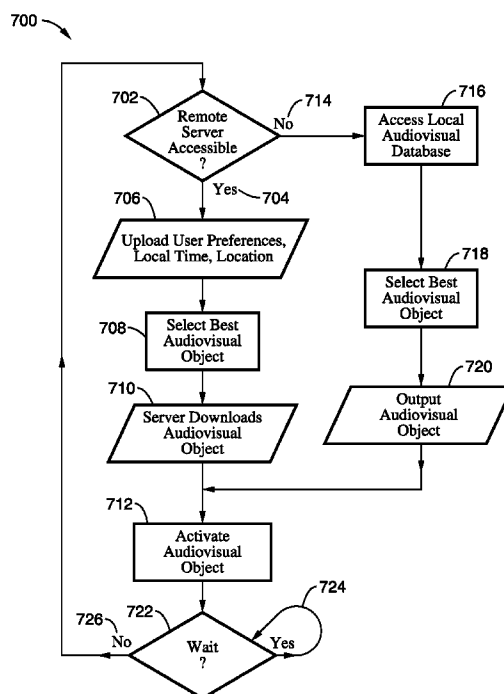 700
702
Remote
Server
Accessible
?
714
No
716
Access Local
Audiovisual
Database
Yes
704
706
Upload User Preferences,
Local Time, Location
718
Select Best
Audiovisual
Object
708
Select Best
Audiovisual
Object
710
Server Downloads
Audiovisual
Object
720
Output
Audiovisual
Object
712
Activate
Audiovisual
Object
722
724
726
No
Wait
?
Yes